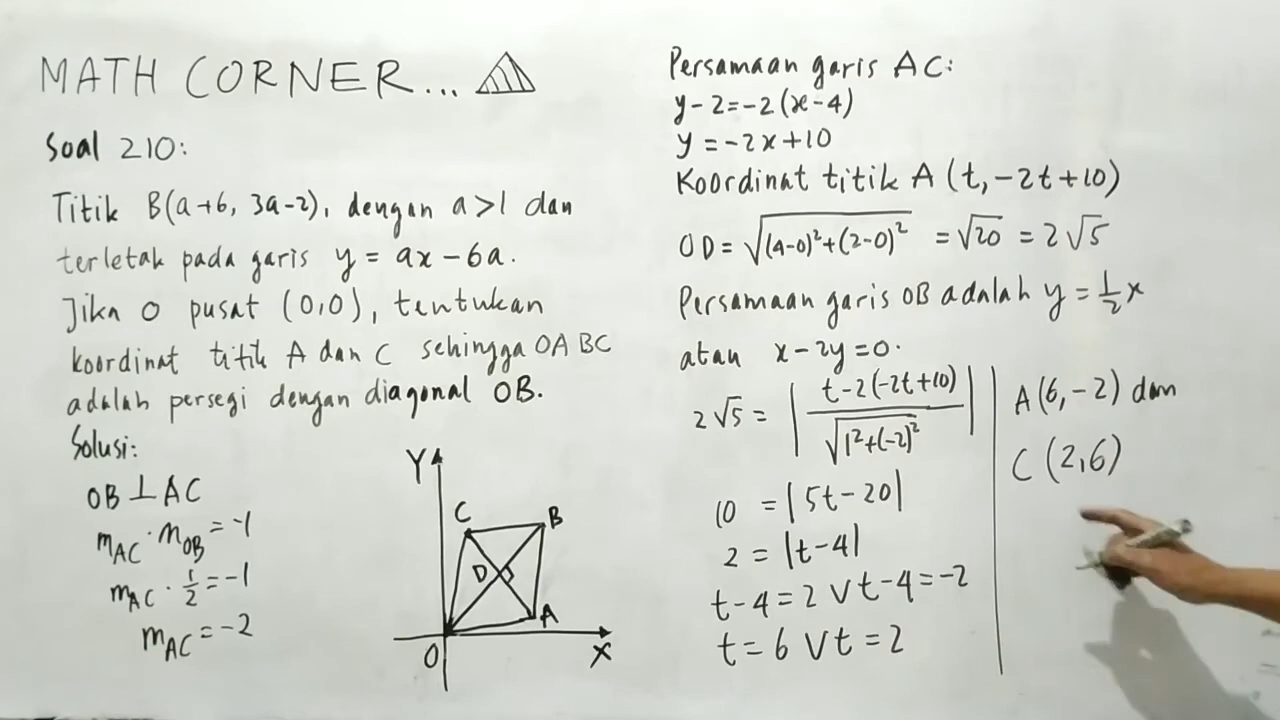 MATH CORNER...
Soal 210:
Titik B(a+6, 3a-2), dengan a>1 dan
terletak pada garis y = ax - 6a.
Jika O pusat (0,0), tentukan
koordinat titik A dan C sehingga OABC
adalah persegi dengan diagonal OB.
Solusi:
OB ⊥ AC
m_AC · m_OB = -1
m_AC · 1/2 = -1
m_AC = -2
Y
C
B
D
A
O
X
Persamaan garis AC:
y - 2 = -2(x - 4)
y = -2x + 10
Koordinat titik A (t, -2t + 10)
OD = √((4-0)² + (2-0)²) = √20 = 2√5
Persamaan garis OB adalah y = 1/2 x
atau x - 2y = 0.
2√5 = |(t - 2(-2t + 10)) / √(1² + (-2)²)|
10 = |5t - 20|
2 = |t - 4|
t - 4 = 2 ∨ t - 4 = -2
t = 6 ∨ t = 2
A(6, -2) dan
C (2,6)